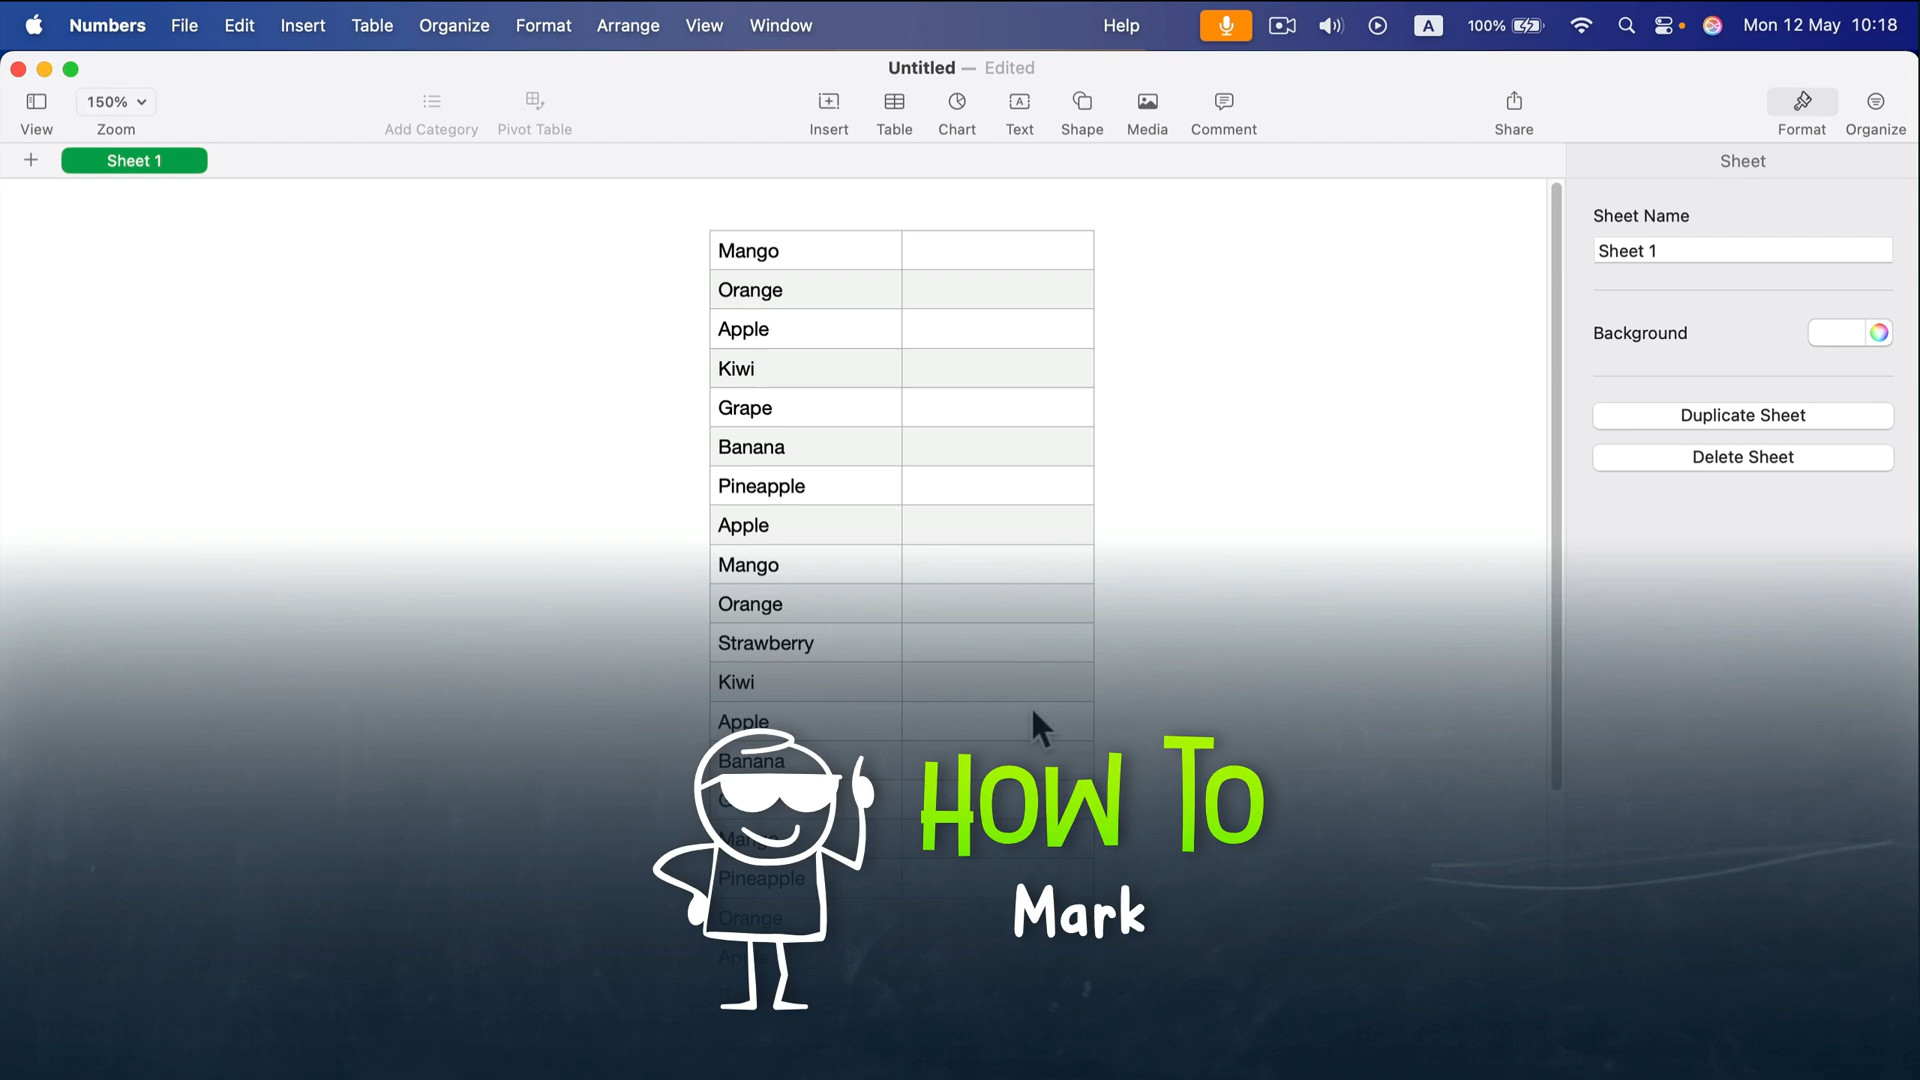 Numbers File Edit Insert Table Organize Format Arrange View Window Help A 100% Mon 12 May 10:18
Untitled — Edited
150%
View Zoom Add Category Pivot Table Insert Table Chart Text Shape Media Comment Share Format Organize
Sheet 1
Sheet
Sheet Name
Sheet 1
Background
Duplicate Sheet
Delete Sheet
Mango
Orange
Apple
Kiwi
Grape
Banana
Pineapple
Apple
Mango
Orange
Strawberry
Kiwi
Apple
Banana
Mango
Pineapple
Orange
HOW TO
Mark